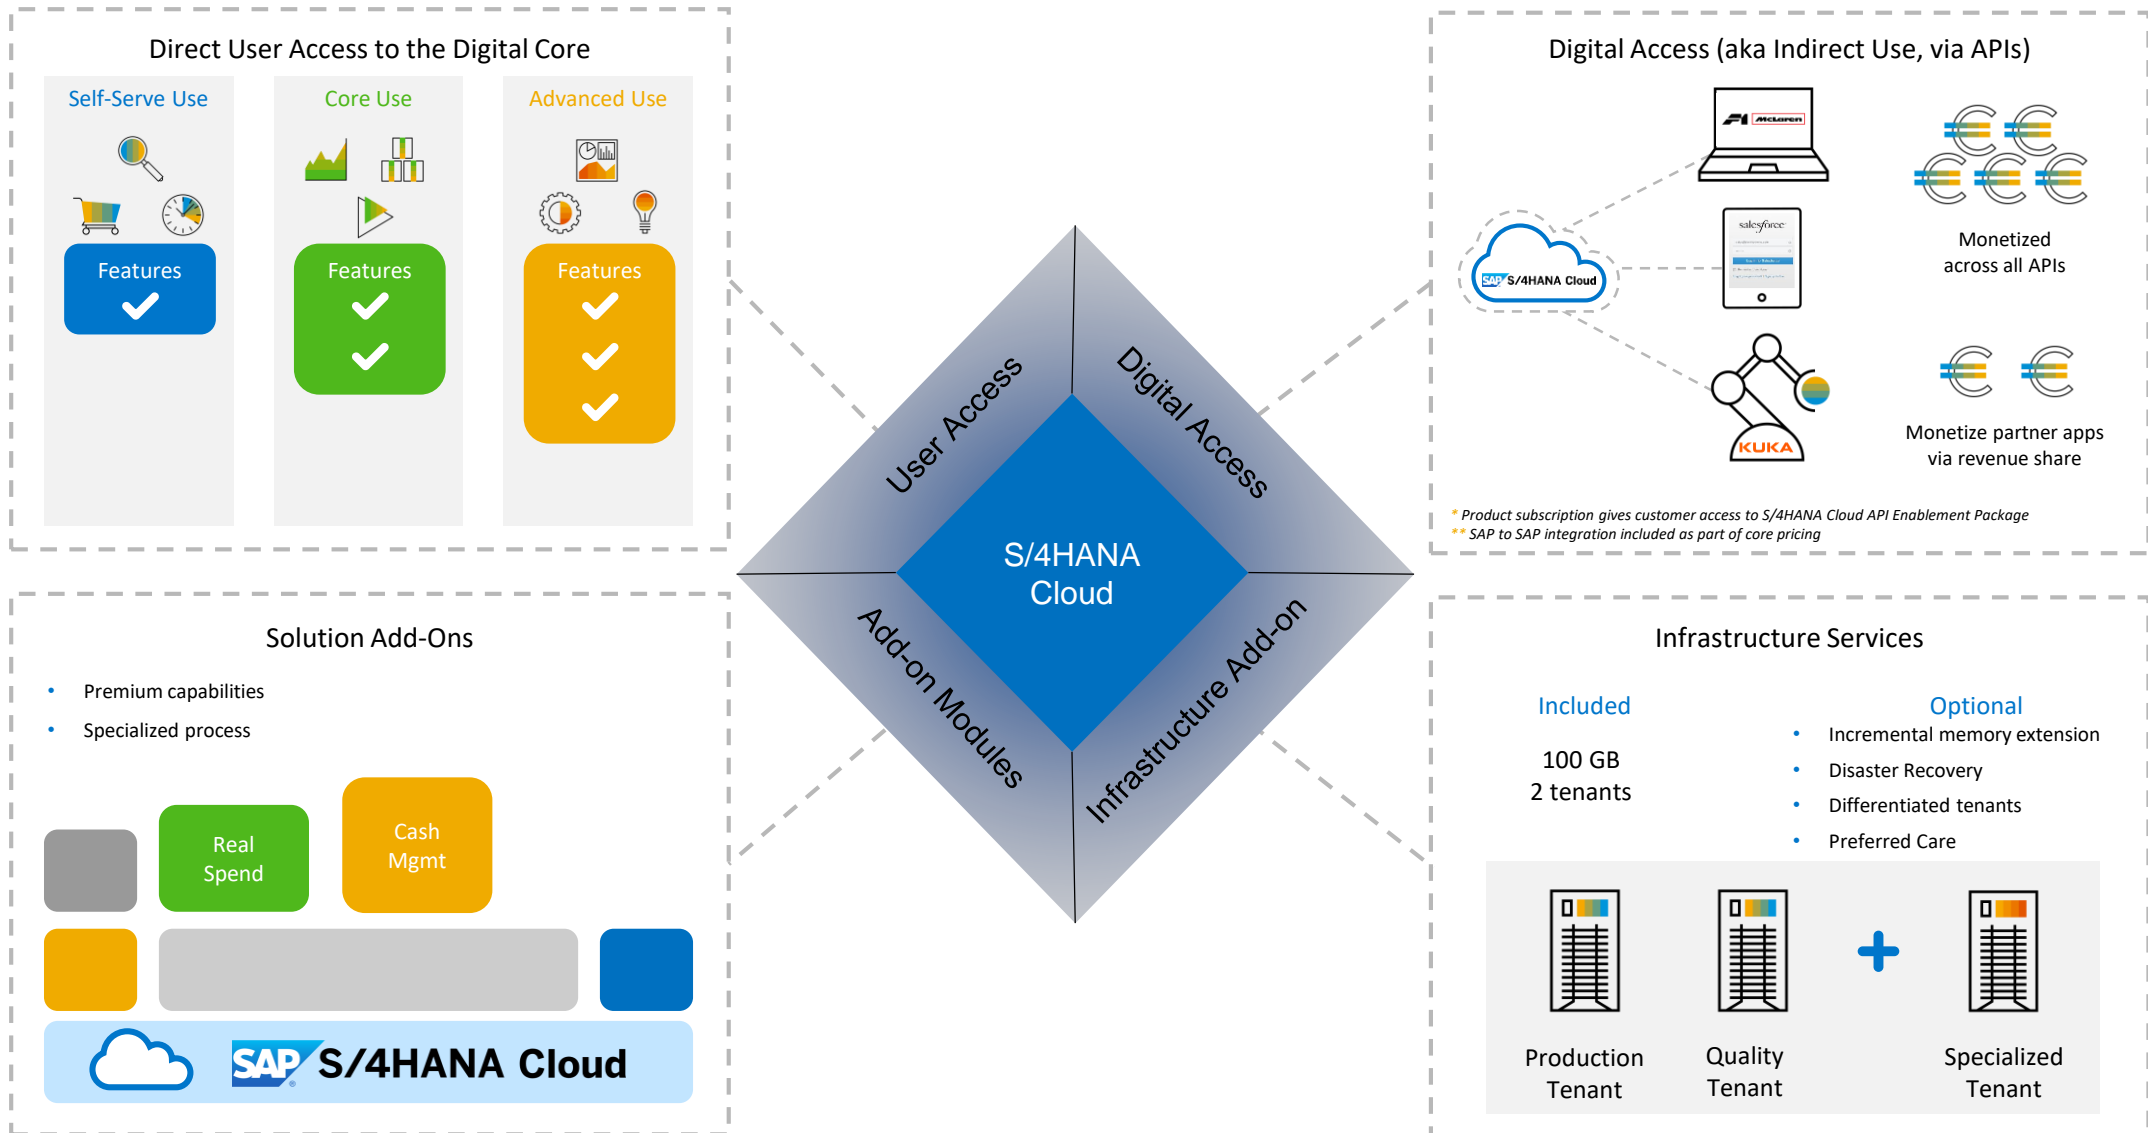 Direct User Access to the Digital Core
Self-Serve Use
Core Use
Advanced Use
Features
Features
Features
Digital Access (aka Indirect Use, via APIs)
McLaren
salesforce
SAP S/4HANA Cloud
KUKA
Monetized
across all APIs
Monetize partner apps
via revenue share
* Product subscription gives customer access to S/4HANA Cloud API Enablement Package
** SAP to SAP integration included as part of core pricing
User Access
Digital Access
S/4HANA
Cloud
Add-on Modules
Infrastructure Add-on
Solution Add-Ons
• Premium capabilities
• Specialized process
Real
Spend
Cash
Mgmt
SAP S/4HANA Cloud
Infrastructure Services
Included
100 GB
2 tenants
Optional
• Incremental memory extension
• Disaster Recovery
• Differentiated tenants
• Preferred Care
Production
Tenant
Quality
Tenant
Specialized
Tenant